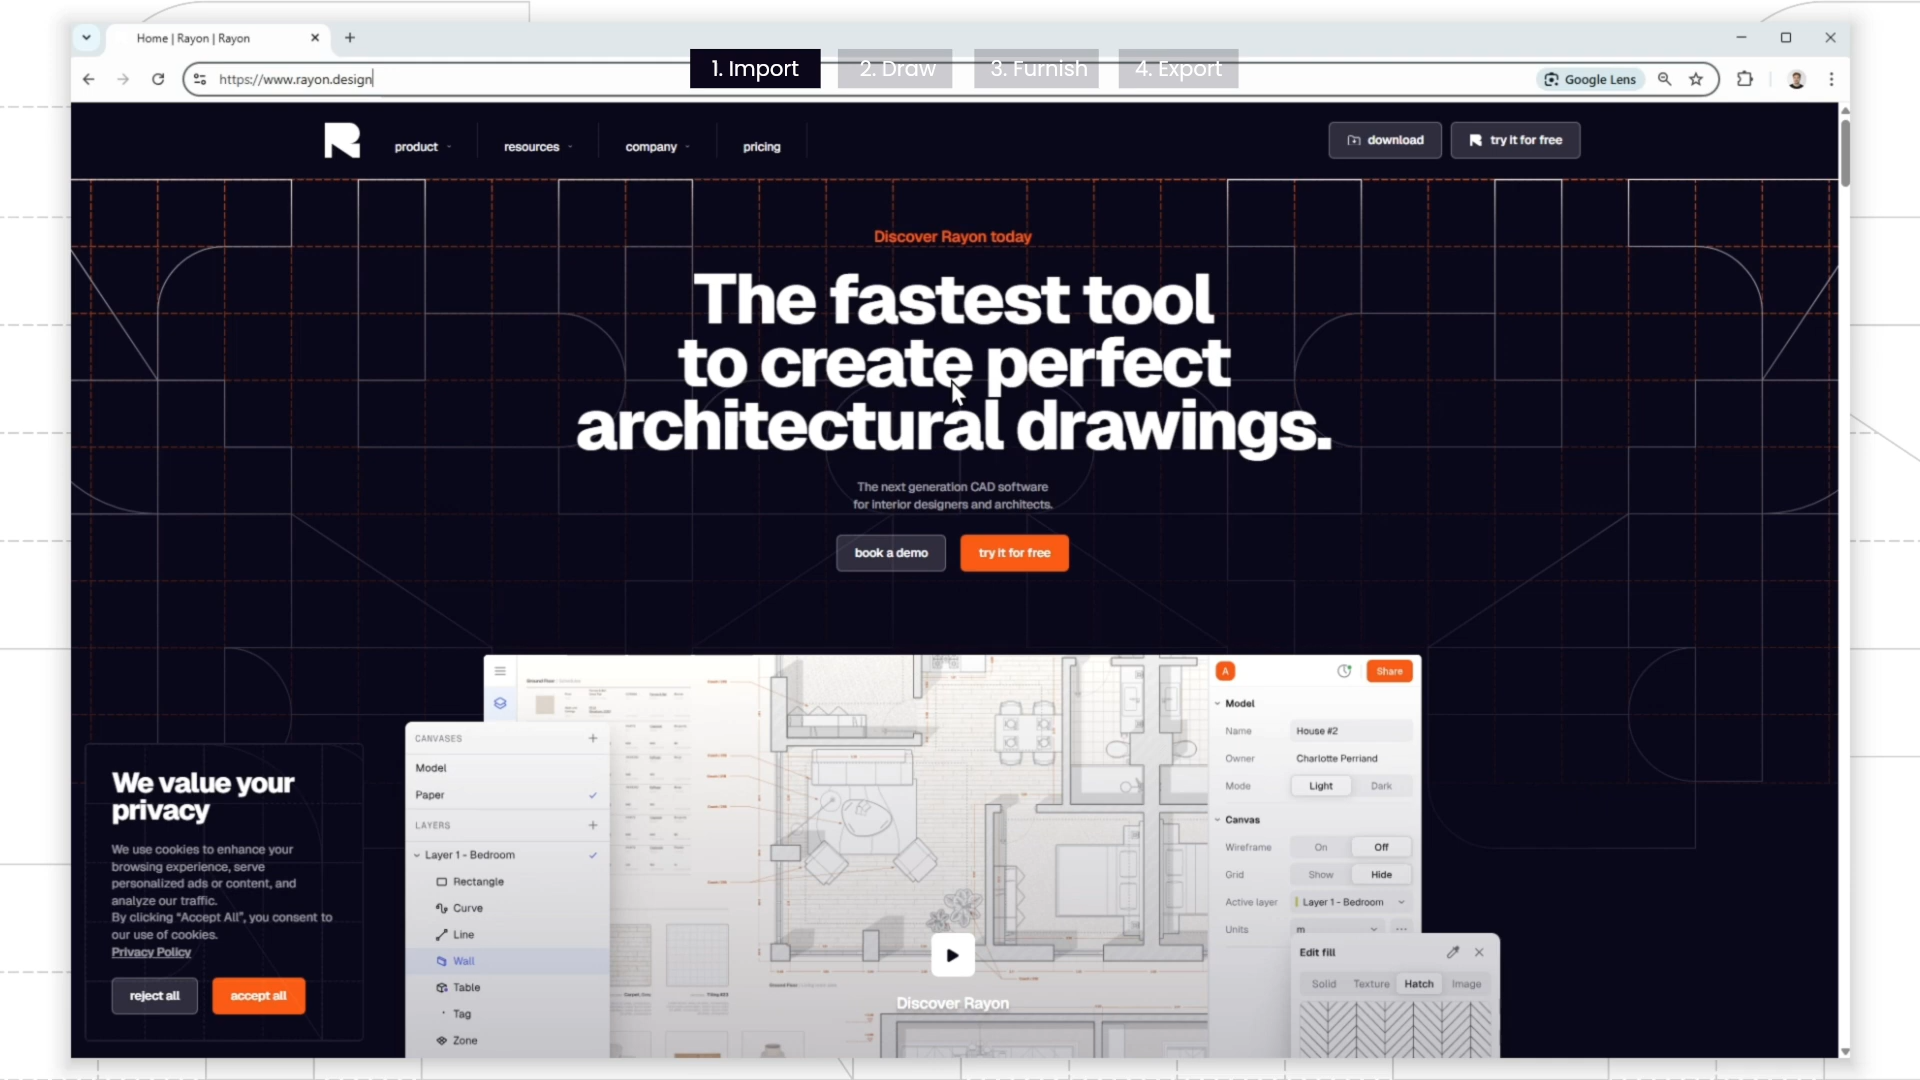 Home | Rayon | Rayon
https://www.rayon.design
1. Import
2. Draw
3. Furnish
4. Export
Google Lens
product
resources
company
pricing
download
try it for free
Discover Rayon today
The fastest tool
to create perfect
architectural drawings.
The next generation CAD software
for interior designers and architects.
book a demo
try it for free
We value your
privacy
We use cookies to enhance your
browsing experience, serve
personalized ads or content, and
analyze our traffic.
By clicking “Accept All”, you consent to
our use of cookies.
Privacy Policy
reject all
accept all
CANVASES
Model
Paper
LAYERS
Layer 1 - Bedroom
Rectangle
Curve
Line
Wall
Table
Tag
Zone
Discover Rayon
A
Share
Model
Name
House #2
Owner
Charlotte Perriand
Mode
Light
Dark
Canvas
Wireframe
On
Off
Grid
Show
Hide
Active layer
Layer 1 - Bedroom
Units
m
Edit fill
Solid
Texture
Hatch
Image